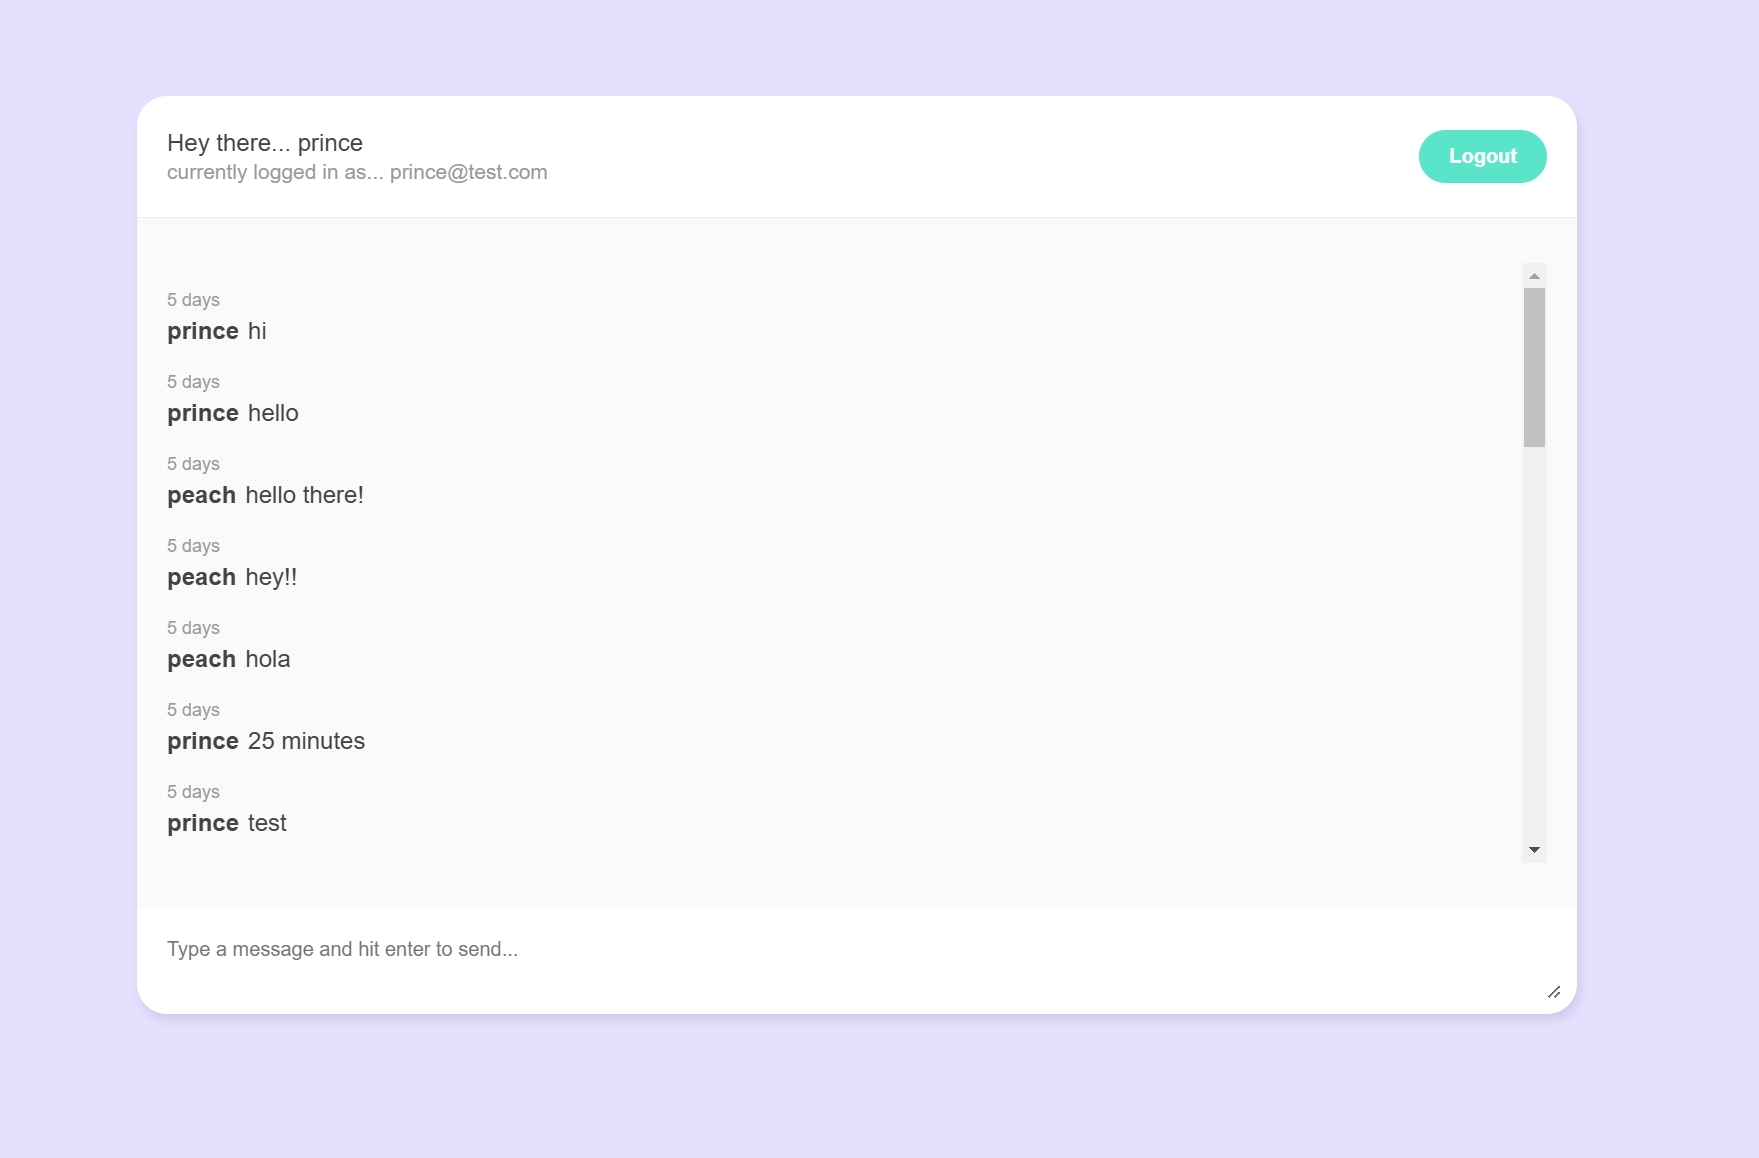 Hey there... prince
currently logged in as... prince@test.com
Logout
5 days
prince hi
5 days
prince hello
5 days
peach hello there!
5 days
peach hey!!
5 days
peach hola
5 days
prince 25 minutes
5 days
prince test
Type a message and hit enter to send...